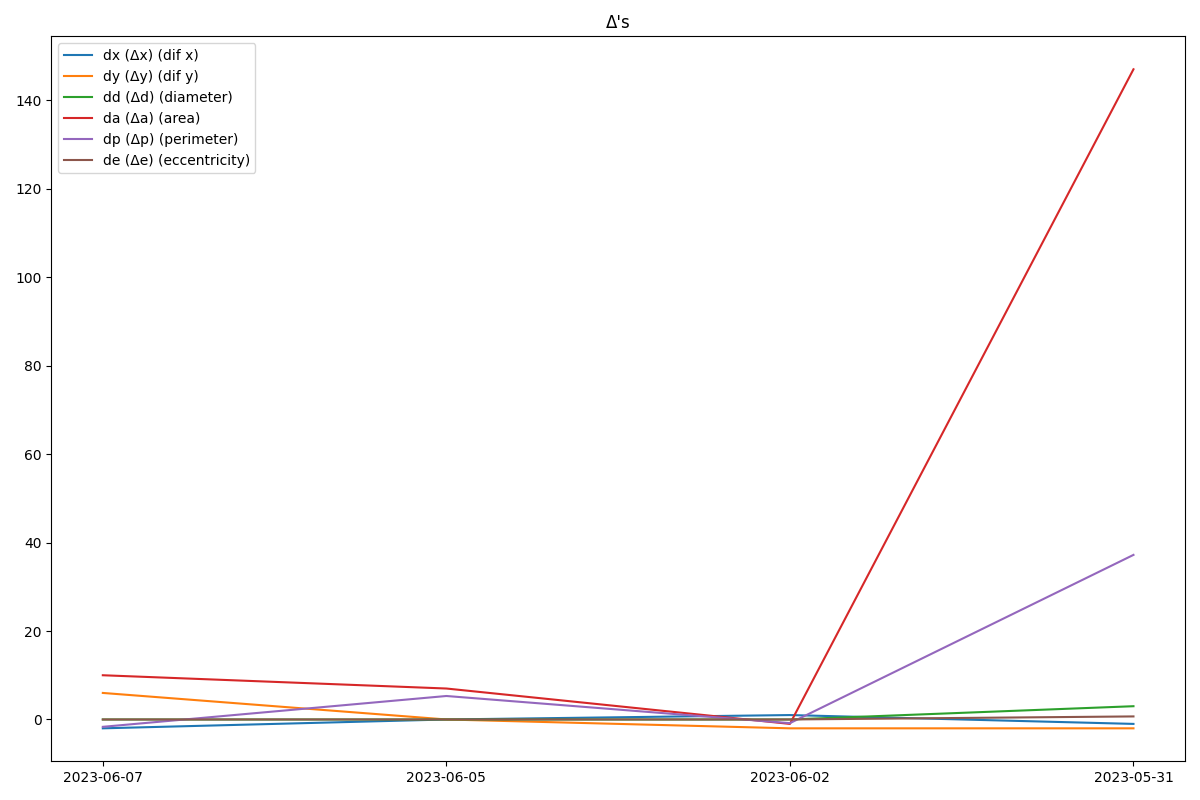 Δ's
dx (Δx) (dif x)
dy (Δy) (dif y)
dd (Δd) (diameter)
da (Δa) (area)
dp (Δp) (perimeter)
de (Δe) (eccentricity)
140
120
100
80
60
40
20
0
2023-06-07 2023-06-05 2023-06-02 2023-05-31